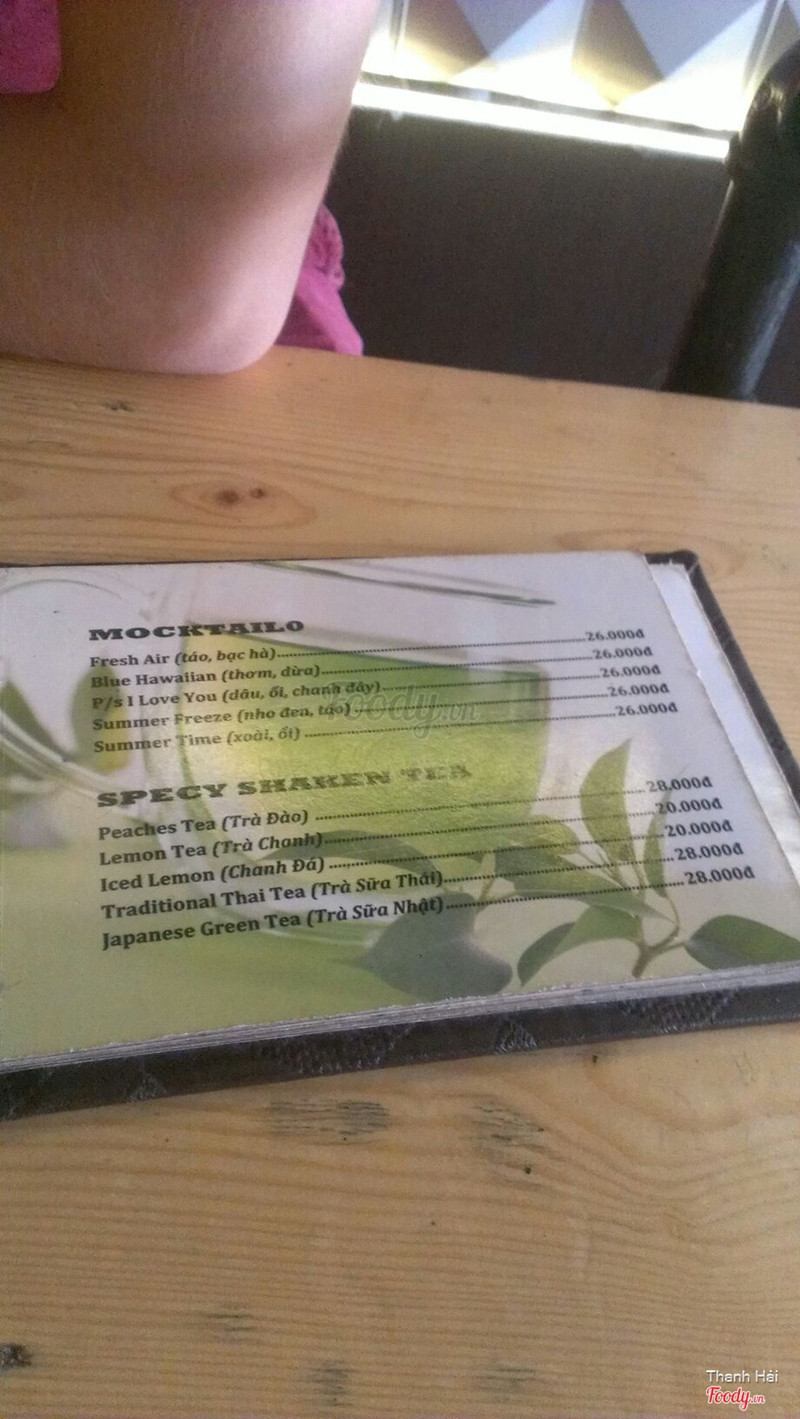 MOCKTAILO
Fresh Air (táo, bạc hà) 26.000đ
Blue Hawaiian (thơm, dừa) 26.000đ
P/s I Love You (dâu, ổi, chanh dây) 26.000đ
Summer Freeze (nho đen, táo) 26.000đ
Summer Time (xoài, ổi) 26.000đ
SPECY SHAKEN TEA
Peaches Tea (Trà Đào) 28.000đ
Lemon Tea (Trà Chanh) 20.000đ
Iced Lemon (Chanh Đá) 20.000đ
Traditional Thai Tea (Trà Sữa Thái) 28.000đ
Japanese Green Tea (Trà Sữa Nhật) 28.000đ
foody.vn
Thanh Hải
Foody.vn